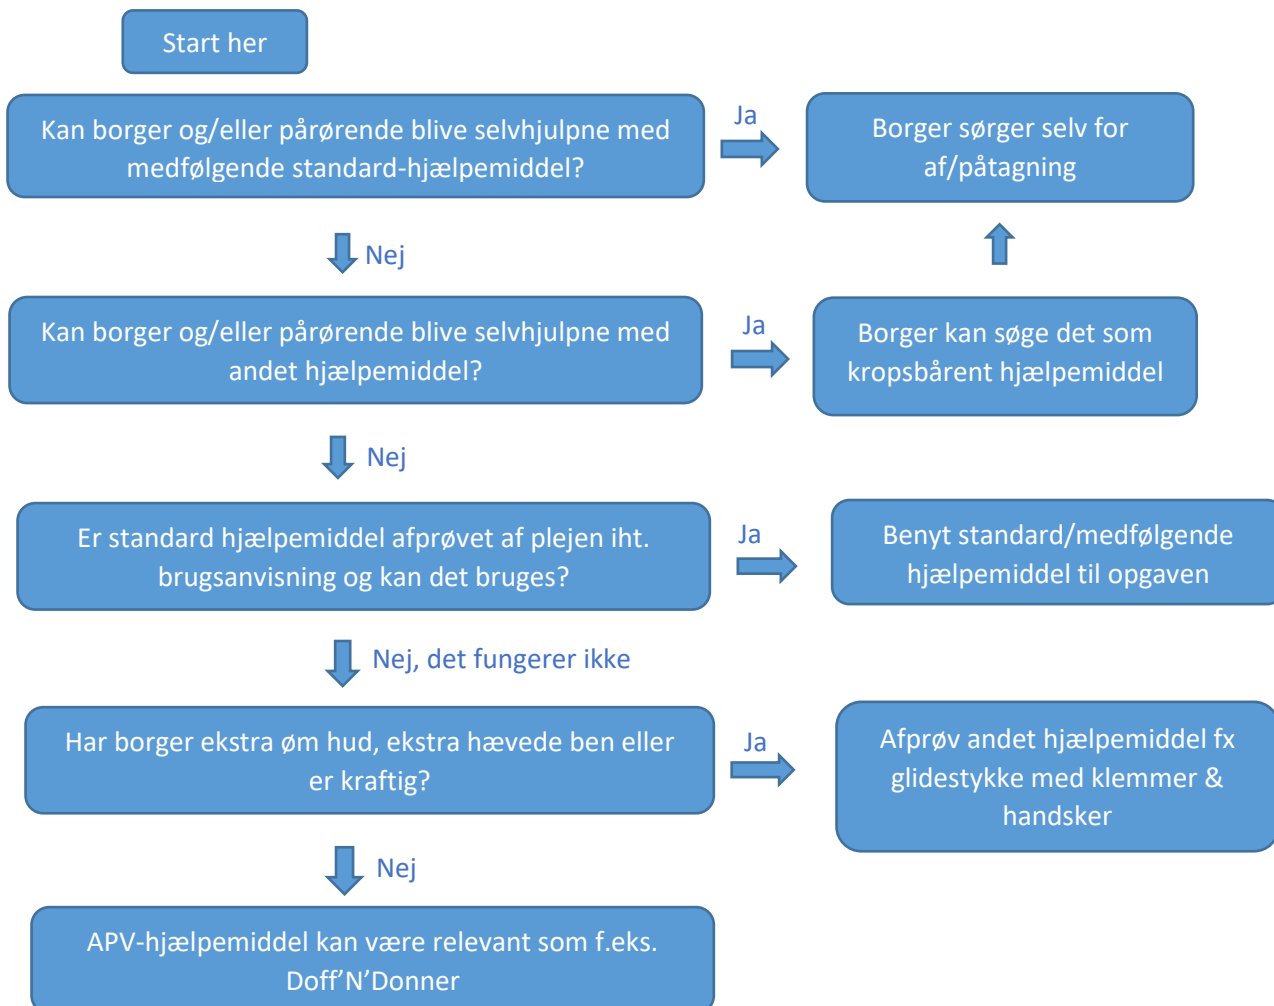 Start her
Kan borger og/eller pårørende blive selvhjulpne med
medfølgende standard-hjælpemiddel?
Ja
Borger sørger selv for
af/påtagning
Nej
Kan borger og/eller pårørende blive selvhjulpne med
andet hjælpemiddel?
Ja
Borger kan søge det som
kropsbårent hjælpemiddel
Nej
Er standard hjælpemiddel afprøvet af plejen iht.
brugsanvisning og kan det bruges?
Ja
Benyt standard/medfølgende
hjælpemiddel til opgaven
Nej, det fungerer ikke
Har borger ekstra øm hud, ekstra hævede ben eller
er kraftig?
Ja
Afprøv andet hjælpemiddel fx
glidestykke med klemmer &
handsker
Nej
APV-hjælpemiddel kan være relevant som f.eks.
Doff’N’Donner